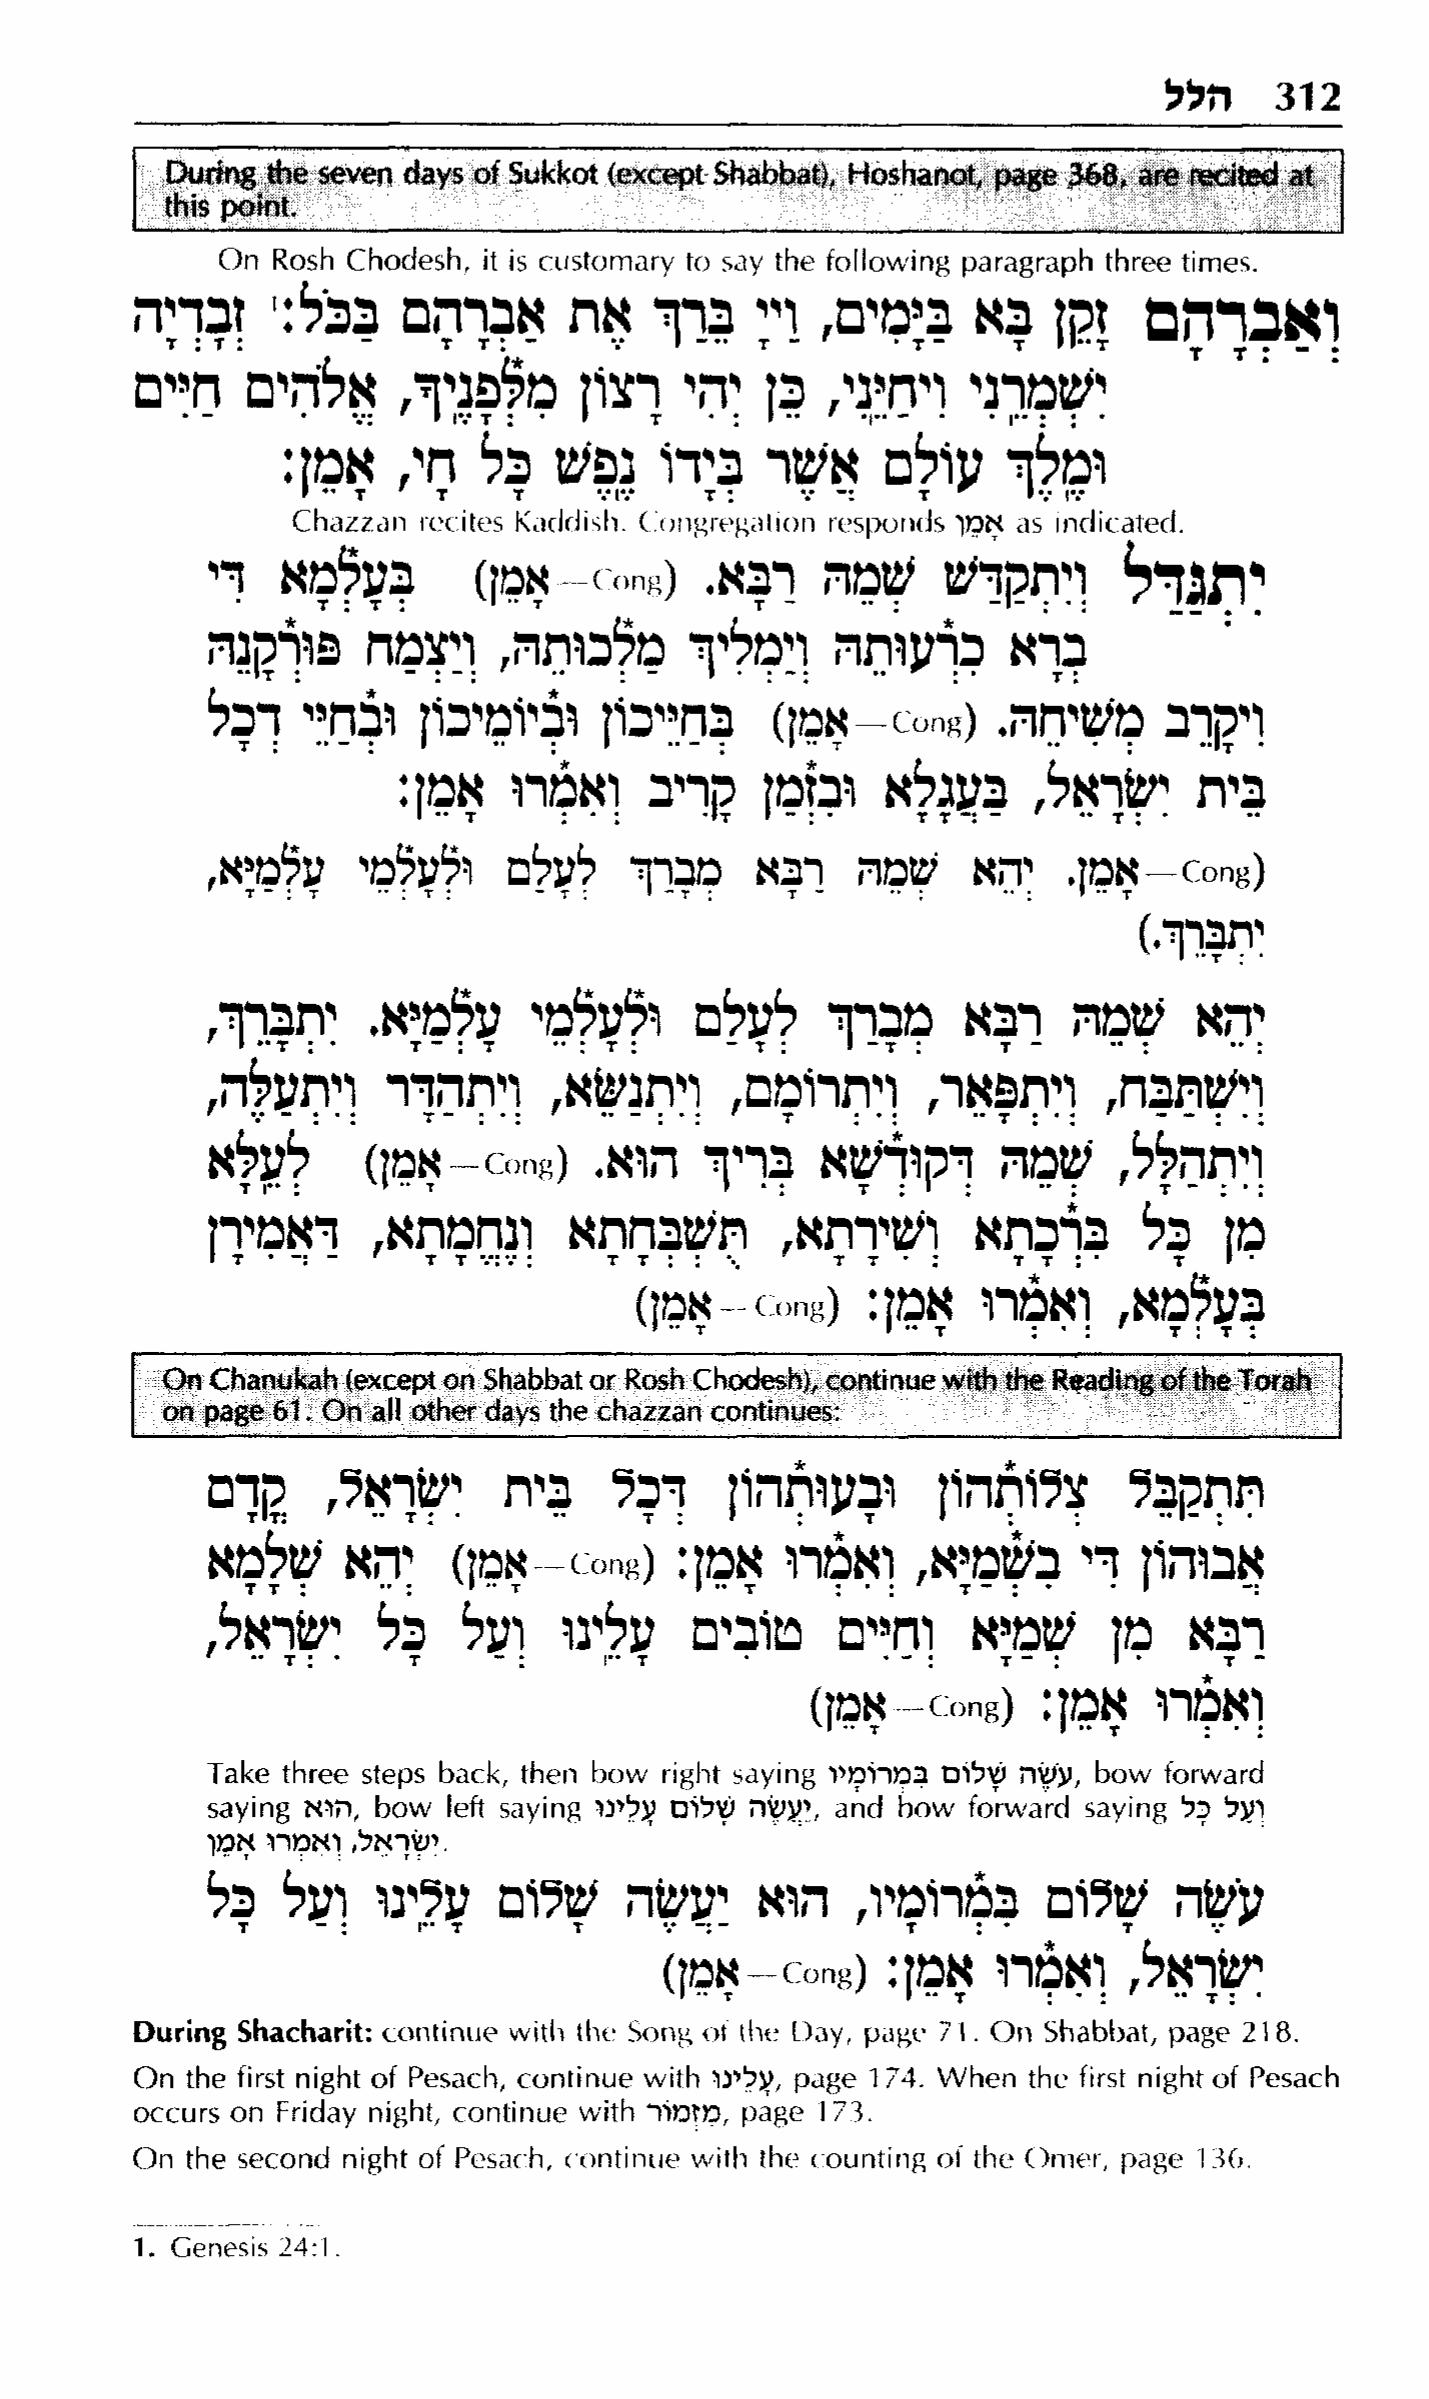 312 הלל
During the seven days of Sukkot (except Shabbat), Hoshanot, page 368, are recited at
this point.
On Rosh Chodesh, it is customary to say the following paragraph three times.
וְאַבְרָהָם זָקֵן בָּא בַּיָּמִים, וַיְיָ בֵּרַךְ אֶת אַבְרָהָם בַּכֹּל:¹ זְבַדְיָה
יִשְׁמְרֵנִי וִיחַיֵּנִי, כֵּן יְהִי רָצוֹן מִלְּפָנֶיךָ, אֱלֹהִים חַיִּים
וּמֶלֶךְ עוֹלָם אֲשֶׁר בְּיָדוֹ נֶפֶשׁ כָּל חָי, אָמֵן:
Chazzan recites Kaddish. Congregation responds אָמֵן as indicated.
יִתְגַּדַּל וְיִתְקַדַּשׁ שְׁמֵהּ רַבָּא. (Cong—אָמֵן) בְּעָלְמָא דִּי
בְרָא כִרְעוּתֵהּ וְיַמְלִיךְ מַלְכוּתֵהּ, וְיַצְמַח פּוּרְקָנֵהּ
וִיקָרֵב מְשִׁיחֵהּ. (Cong—אָמֵן) בְּחַיֵּיכוֹן וּבְיוֹמֵיכוֹן וּבְחַיֵּי דְכָל
בֵּית יִשְׂרָאֵל, בַּעֲגָלָא וּבִזְמַן קָרִיב וְאִמְרוּ אָמֵן:
(Cong—אָמֵן. יְהֵא שְׁמֵהּ רַבָּא מְבָרַךְ לְעָלַם וּלְעָלְמֵי עָלְמַיָּא,
יִתְבָּרֵךְ.)
יְהֵא שְׁמֵהּ רַבָּא מְבָרַךְ לְעָלַם וּלְעָלְמֵי עָלְמַיָּא. יִתְבָּרֵךְ,
וְיִשְׁתַּבַּח, וְיִתְפָּאֵר, וְיִתְרוֹמָם, וְיִתְנַשֵּׂא, וְיִתְהַדָּר וְיִתְעַלֶּה,
וְיִתְהַלָּל, שְׁמֵהּ דְּקוּדְשָׁא בְּרִיךְ הוּא. (Cong—אָמֵן) לְעֵלָּא
מִן כָּל בִּרְכָתָא וְשִׁירָתָא, תֻּשְׁבְּחָתָא וְנֶחֱמָתָא, דַּאֲמִירָן
בְּעָלְמָא, וְאִמְרוּ אָמֵן: (Cong—אָמֵן)
On Chanukah (except on Shabbat or Rosh Chodesh), continue with the Reading of the Torah
on page 61. On all other days the chazzan continues:
תִּתְקַבֵּל צְלוֹתְהוֹן וּבָעוּתְהוֹן דְּכָל בֵּית יִשְׂרָאֵל, קֳדָם
אֲבוּהוֹן דִּי בִשְׁמַיָּא, וְאִמְרוּ אָמֵן: (Cong—אָמֵן) יְהֵא שְׁלָמָא
רַבָּא מִן שְׁמַיָּא וְחַיִּים טוֹבִים עָלֵינוּ וְעַל כָּל יִשְׂרָאֵל,
וְאִמְרוּ אָמֵן: (Cong—אָמֵן)
Take three steps back, then bow right saying עֹשֶׂה שָׁלוֹם בִּמְרוֹמָיו, bow forward
saying הוּא, bow left saying יַעֲשֶׂה שָׁלוֹם עָלֵינוּ, and bow forward saying וְעַל כָּל
יִשְׂרָאֵל, וְאִמְרוּ אָמֵן.
עֹשֶׂה שָׁלוֹם בִּמְרוֹמָיו, הוּא יַעֲשֶׂה שָׁלוֹם עָלֵינוּ וְעַל כָּל
יִשְׂרָאֵל, וְאִמְרוּ אָמֵן: (Cong—אָמֵן)
During Shacharit: continue with the Song of the Day, page 71. On Shabbat, page 218.
On the first night of Pesach, continue with עָלֵינוּ, page 174. When the first night of Pesach
occurs on Friday night, continue with מִזְמוֹר, page 173.
On the second night of Pesach, continue with the counting of the Omer, page 136.
1. Genesis 24:1.